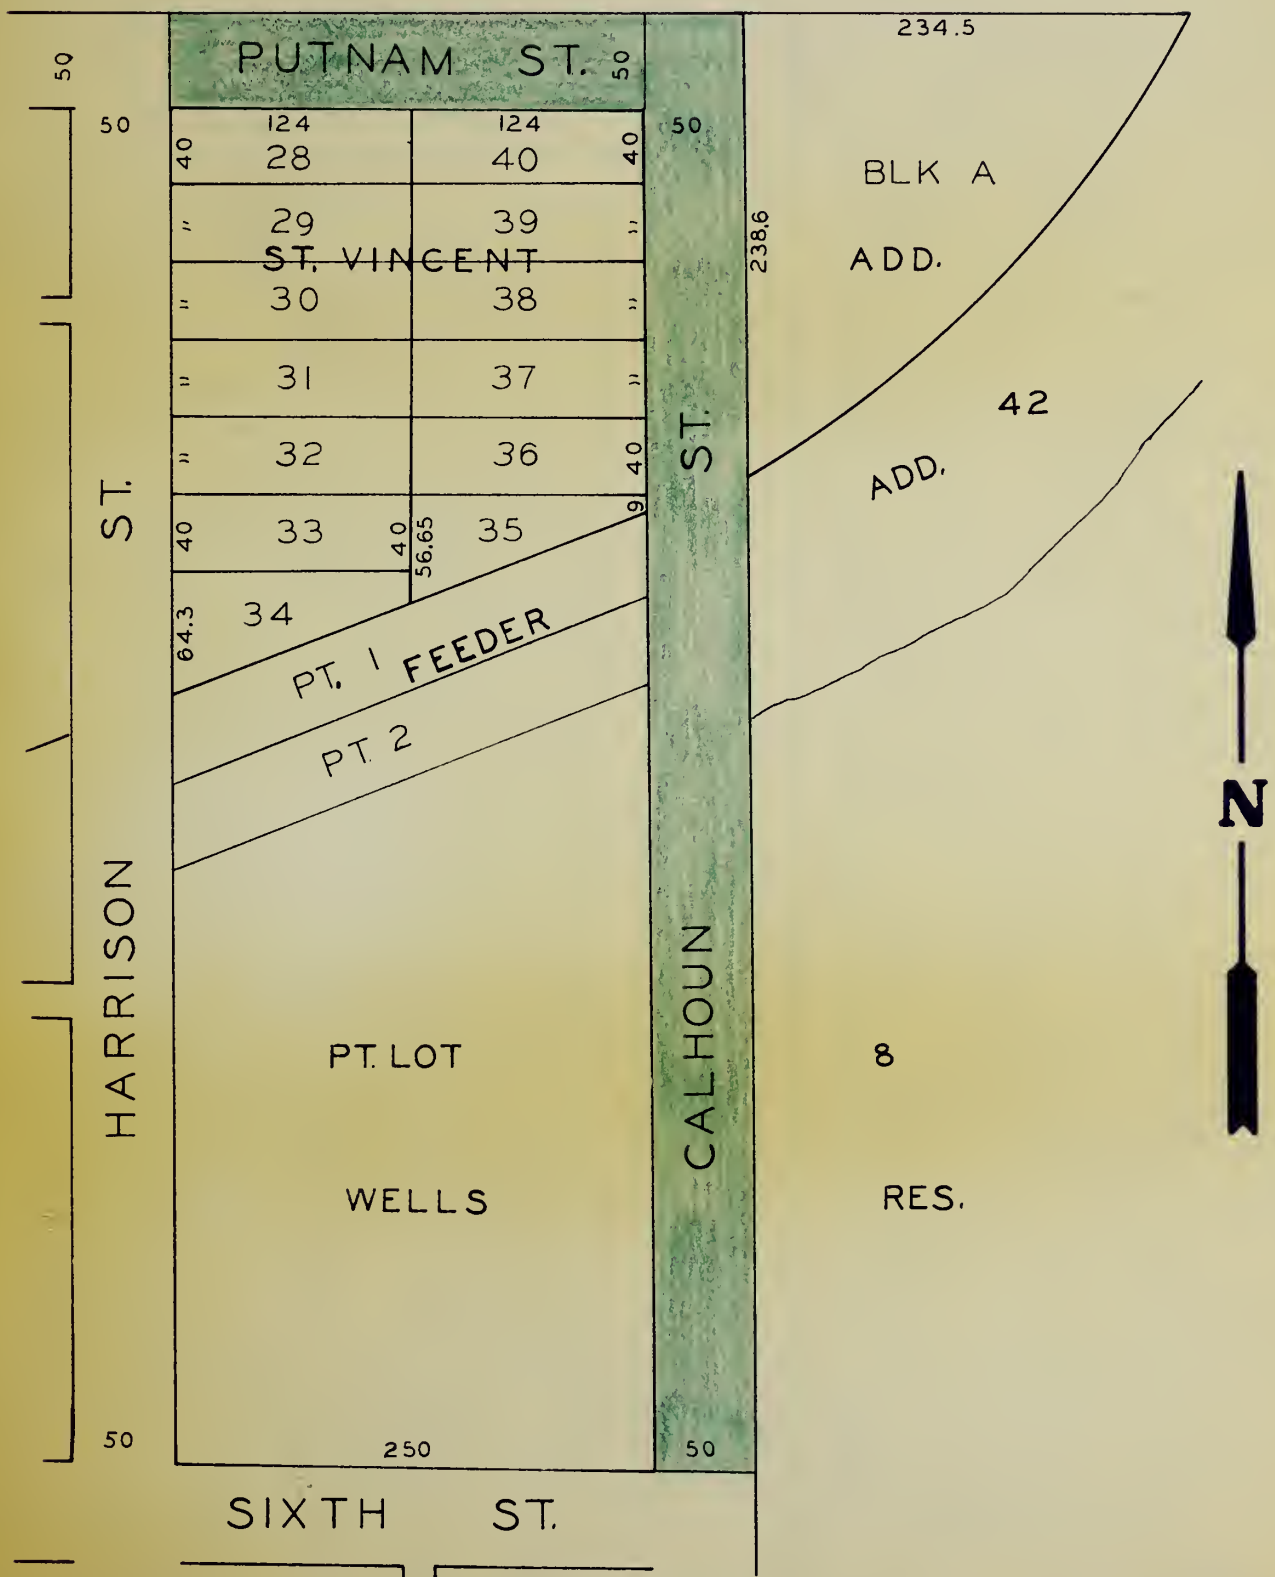 234.5
50
PUTNAM ST. 50
50
124 124
50
40 28 40 40
BLK A
" 29 39 "
ST. VINCENT
238.6
ADD.
" 30 38 "
" 31 37 "
42
" 32 36 40
ADD.
40 33 40 56.65 35 9
64.3 34
PT. 1 FEEDER
PT. 2
HARRISON ST.
CALHOUN ST.
N
PT. LOT
8
WELLS
RES.
50
250
50
SIXTH ST.